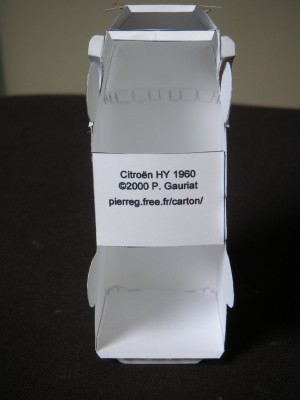 Citroën HY 1960
©2000 P. Gauriat
pierreg.free.fr/carton/